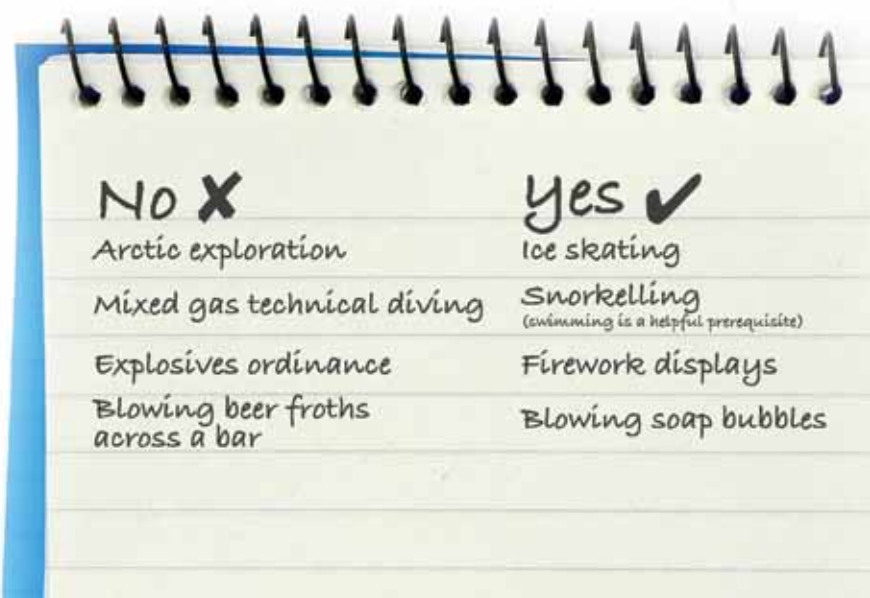 No ✘
Arctic exploration
Mixed gas technical diving
Explosives ordinance
Blowing beer froths
across a bar
Yes ✔
Ice skating
Snorkelling
(swimming is a helpful prerequisite)
Firework displays
Blowing soap bubbles